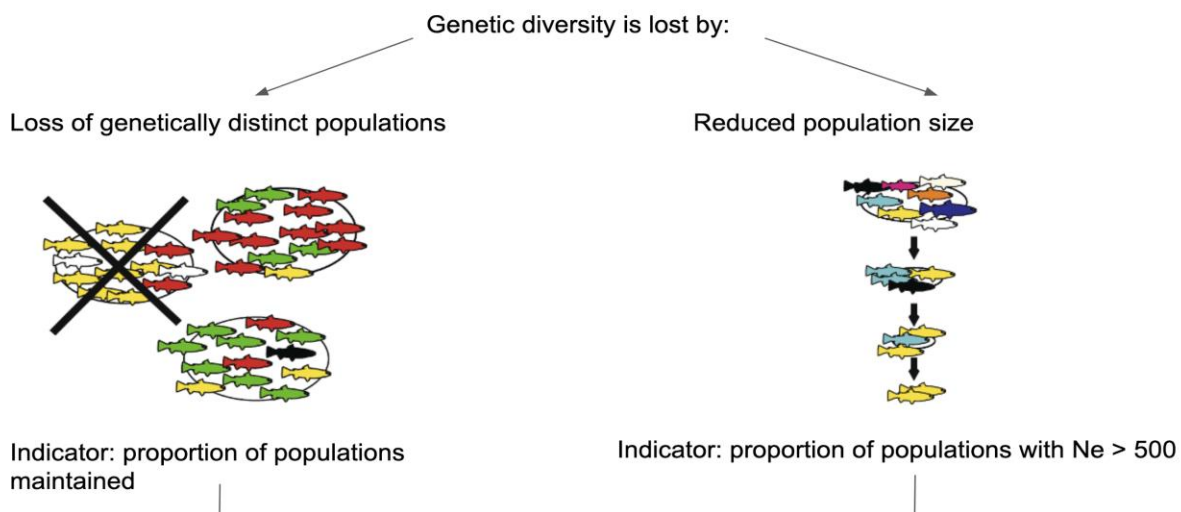 Genetic diversity is lost by:
Loss of genetically distinct populations
Reduced population size
Indicator: proportion of populations
maintained
Indicator: proportion of populations with Ne > 500